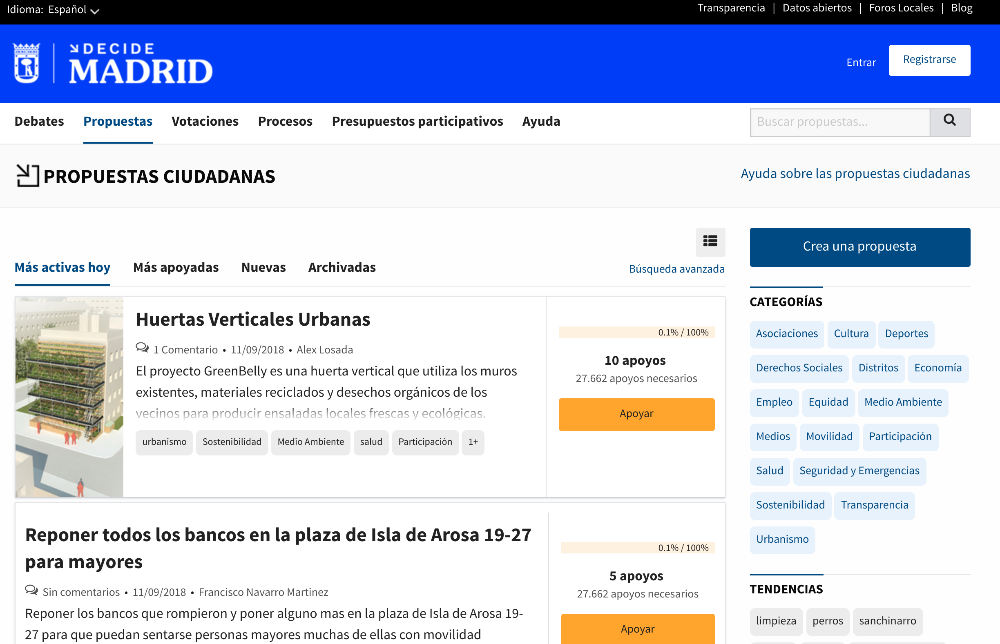 Idioma: Español
Transparencia | Datos abiertos | Foros Locales | Blog
DECIDE
MADRID
Entrar
Registrarse
Debates Propuestas Votaciones Procesos Presupuestos participativos Ayuda
Buscar propuestas...
PROPUESTAS CIUDADANAS
Ayuda sobre las propuestas ciudadanas
Más activas hoy Más apoyadas Nuevas Archivadas
Búsqueda avanzada
Huertas Verticales Urbanas
1 Comentario • 11/09/2018 • Alex Losada
El proyecto GreenBelly es una huerta vertical que utiliza los muros
existentes, materiales reciclados y desechos orgánicos de los
vecinos para producir ensaladas locales frescas y ecológicas.
urbanismo Sostenibilidad Medio Ambiente salud Participación 1+
0.1% / 100%
10 apoyos
27.662 apoyos necesarios
Apoyar
Reponer todos los bancos en la plaza de Isla de Arosa 19-27
para mayores
Sin comentarios • 11/09/2018 • Francisco Navarro Martinez
Reponer los bancos que rompieron y poner alguno mas en la plaza de Isla de Arosa 19-
27 para que puedan sentarse personas mayores muchas de ellas con movilidad
0.1% / 100%
5 apoyos
27.662 apoyos necesarios
Apoyar
Crea una propuesta
CATEGORÍAS
Asociaciones Cultura Deportes
Derechos Sociales Distritos Economía
Empleo Equidad Medio Ambiente
Medios Movilidad Participación
Salud Seguridad y Emergencias
Sostenibilidad Transparencia
Urbanismo
TENDENCIAS
limpieza perros sanchinarro